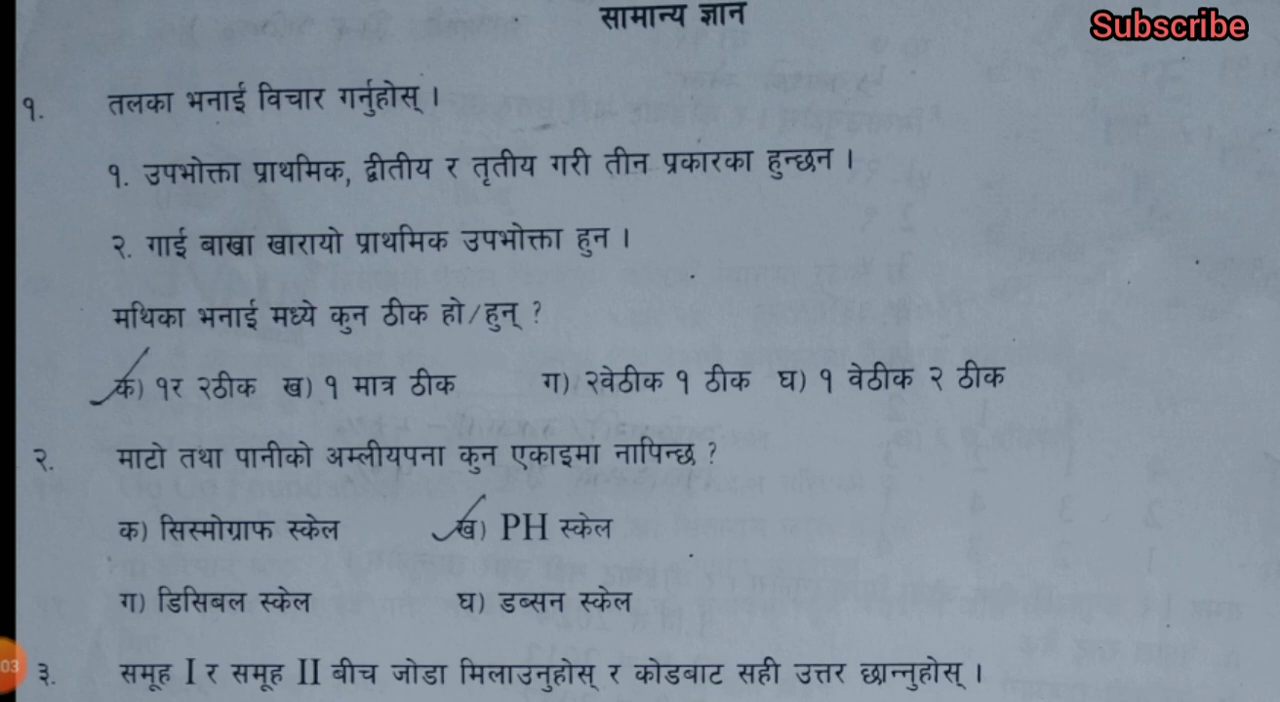 सामान्य ज्ञान
Subscribe
१. तलका भनाई विचार गर्नुहोस् ।
१. उपभोक्ता प्राथमिक, द्वीतीय र तृतीय गरी तीन प्रकारका हुन्छन ।
२. गाई बाखा खारायो प्राथमिक उपभोक्ता हुन ।
मथिका भनाई मध्ये कुन ठीक हो/हुन् ?
क) १र २ठीक ख) १ मात्र ठीक ग) २वेठीक १ ठीक घ) १ वेठीक २ ठीक
२. माटो तथा पानीको अम्लीयपना कुन एकाइमा नापिन्छ ?
क) सिस्मोग्राफ स्केल ख) PH स्केल
ग) डिसिबल स्केल घ) डब्सन स्केल
03
३. समूह I र समूह II बीच जोडा मिलाउनुहोस् र कोडबाट सही उत्तर छान्नुहोस् ।